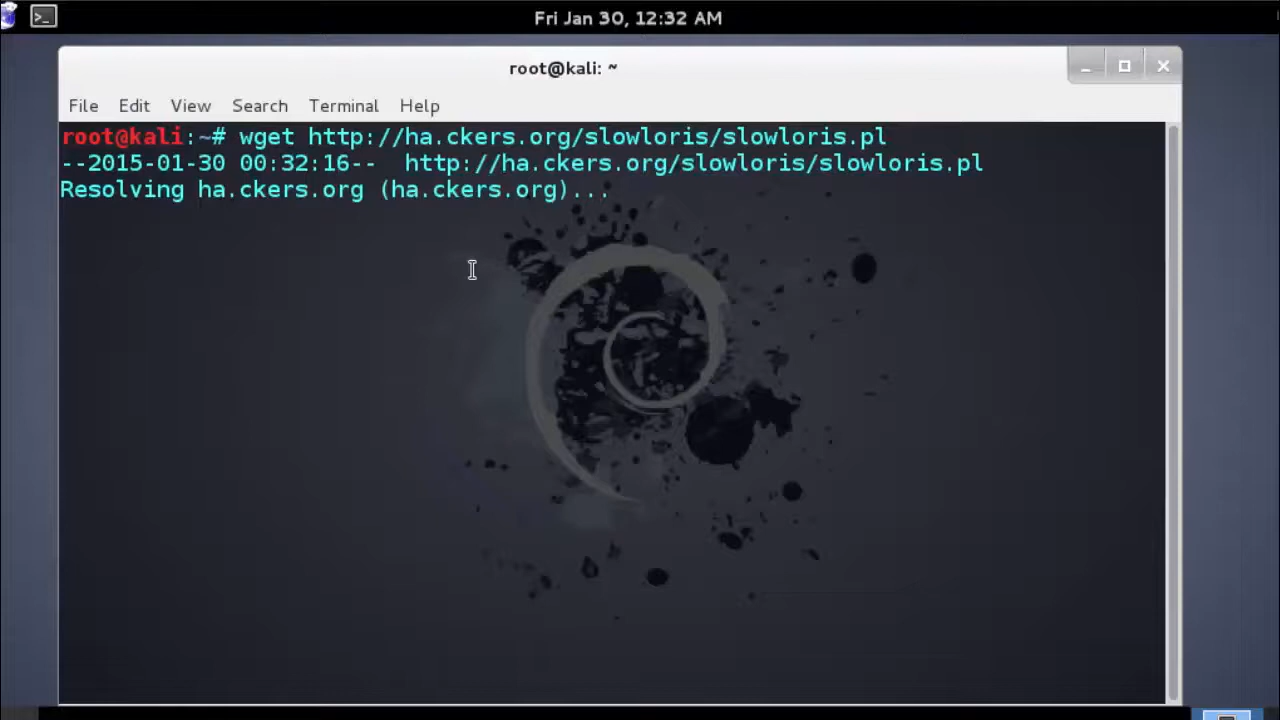 Fri Jan 30, 12:32 AM
root@kali: ~
File Edit View Search Terminal Help
root@kali:~# wget http://ha.ckers.org/slowloris/slowloris.pl
--2015-01-30 00:32:16--  http://ha.ckers.org/slowloris/slowloris.pl
Resolving ha.ckers.org (ha.ckers.org)...